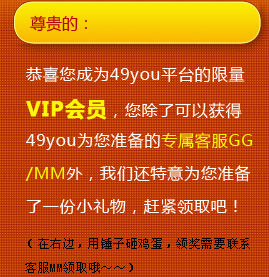 尊贵的：
恭喜您成为49you平台的限量
VIP会员，您除了可以获得
49you为您准备的专属客服GG
/MM外，我们还特意为您准备
了一份小礼物，赶紧领取吧！
（在右边，用锤子砸鸡蛋，领奖需要联系
客服MM领取哦～～）